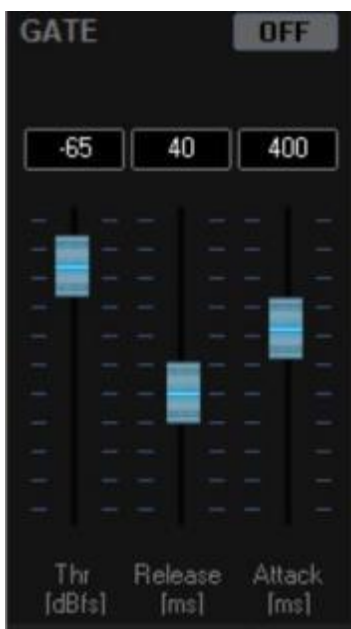 GATE OFF
-65 40 400
Thr Release Attack
[dBfs] [ms] [ms]